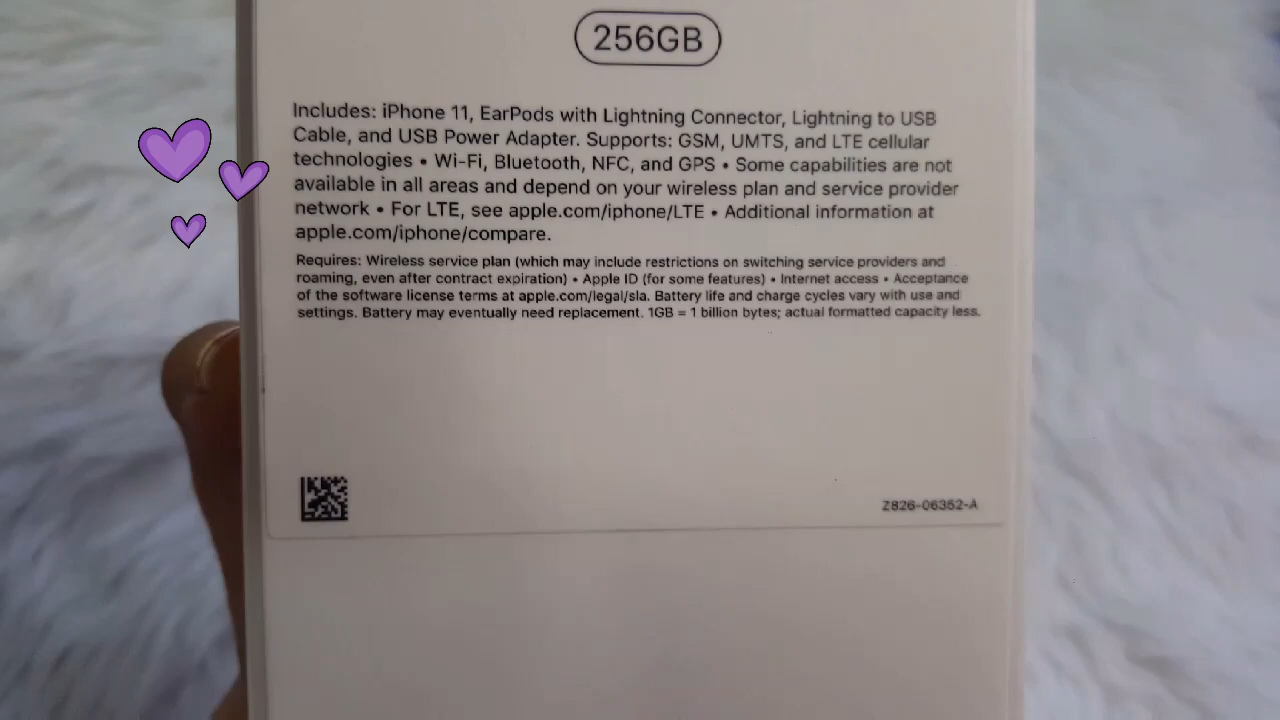 256GB
Includes: iPhone 11, EarPods with Lightning Connector, Lightning to USB
Cable, and USB Power Adapter. Supports: GSM, UMTS, and LTE cellular
technologies • Wi-Fi, Bluetooth, NFC, and GPS • Some capabilities are not
available in all areas and depend on your wireless plan and service provider
network • For LTE, see apple.com/iphone/LTE • Additional information at
apple.com/iphone/compare.
Requires: Wireless service plan (which may include restrictions on switching service providers and
roaming, even after contract expiration) • Apple ID (for some features) • Internet access • Acceptance
of the software license terms at apple.com/legal/sla. Battery life and charge cycles vary with use and
settings. Battery may eventually need replacement. 1GB = 1 billion bytes; actual formatted capacity less.
Z826-06352-A